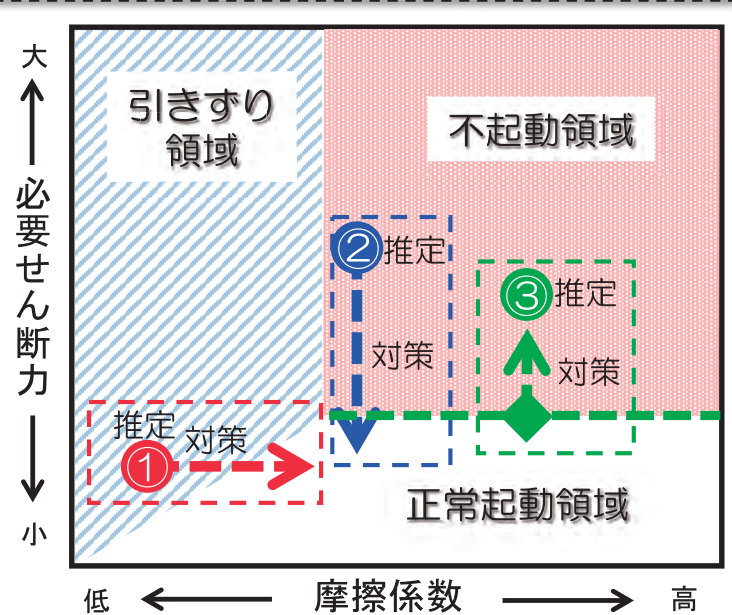 大
必要せん断力
小
引きずり
領域
不起動領域
②推定
対策
③推定
対策
推定
対策
①
正常起動領域
低
摩擦係数
高